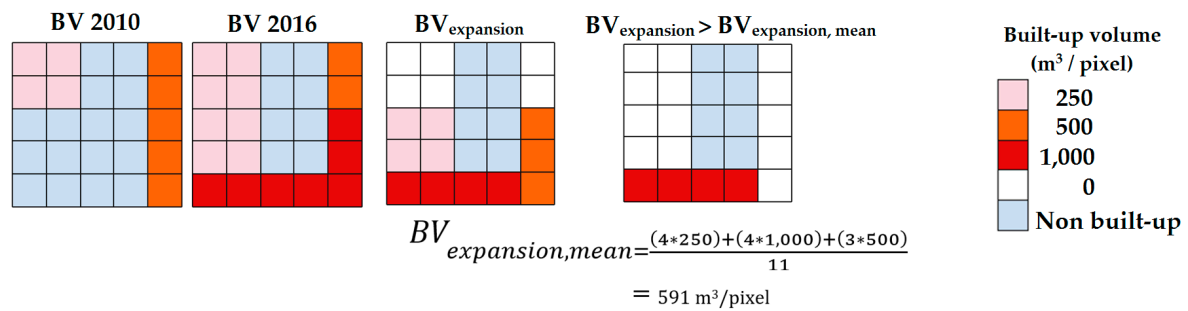 BV 2010
BV 2016
BVexpansion
BVexpansion > BVexpansion, mean
Built-up volume
(m³ / pixel)
250
500
1,000
0
Non built-up
BVexpansion,mean=(4*250)+(4*1,000)+(3*500)
11
= 591 m³/pixel